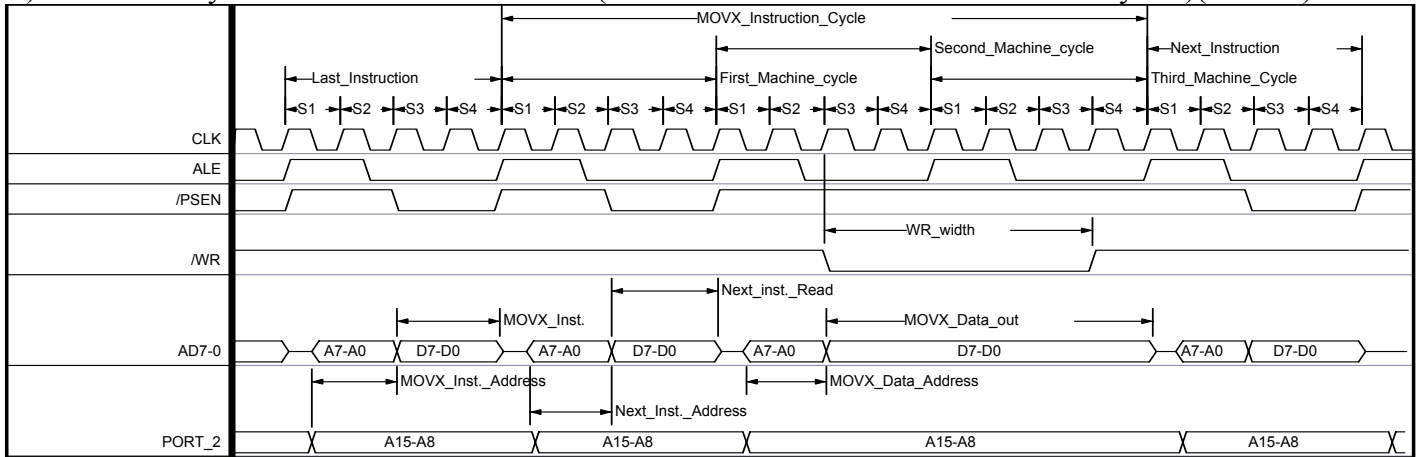 MOVX_Instruction_Cycle
Second_Machine_cycle Next_Instruction
Last_Instruction First_Machine_cycle Third_Machine_Cycle
S1 S2 S3 S4 S1 S2 S3 S4 S1 S2 S3 S4 S1 S2 S3 S4 S1 S2 S3 S4
CLK
ALE
/PSEN
WR_width
/WR
Next_inst._Read
MOVX_Inst. MOVX_Data_out
AD7-0 A7-A0 D7-D0 A7-A0 D7-D0 A7-A0 D7-D0 A7-A0 D7-D0
MOVX_Inst._Address MOVX_Data_Address
Next_Inst._Address
PORT_2 A15-A8 A15-A8 A15-A8 A15-A8